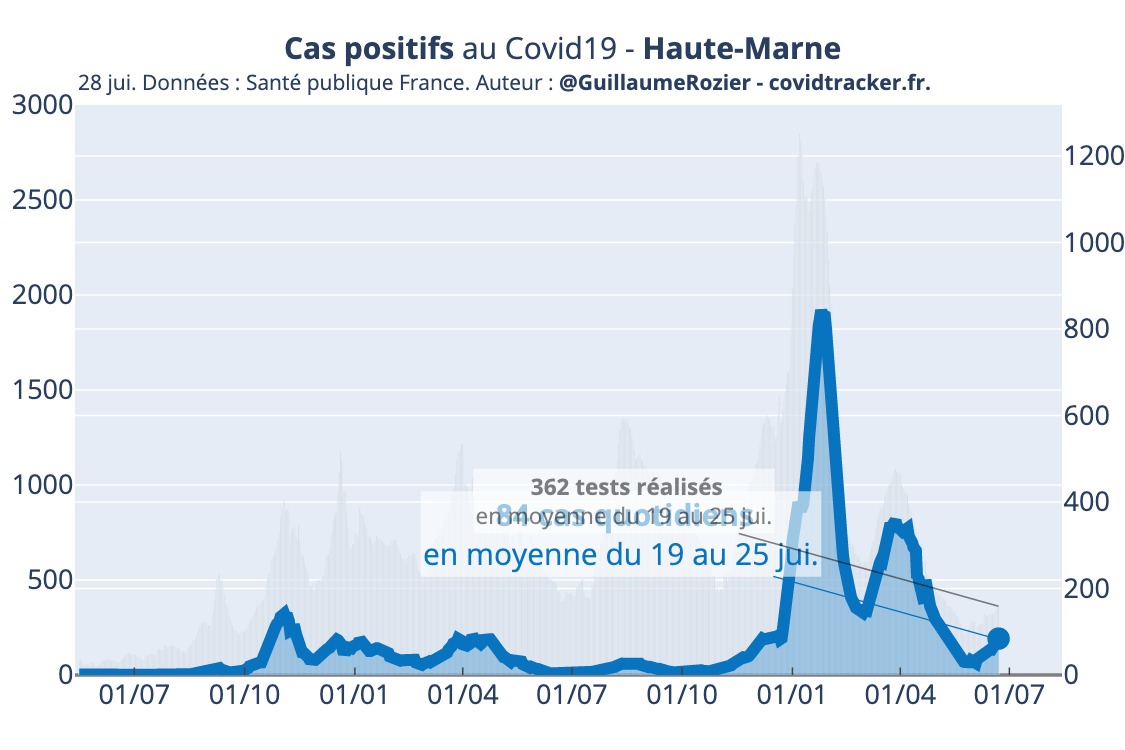 Cas positifs au Covid19 - Haute-Marne
28 jui. Données : Santé publique France. Auteur : @GuillaumeRozier - covidtracker.fr.
3000
2500
2000
1500
1000
500
0
1200
1000
800
600
400
200
0
362 tests réalisés
en moyenne du 19 au 25 jui.
84 cas quotidiens
en moyenne du 19 au 25 jui.
01/07 01/10 01/01 01/04 01/07 01/10 01/01 01/04 01/07